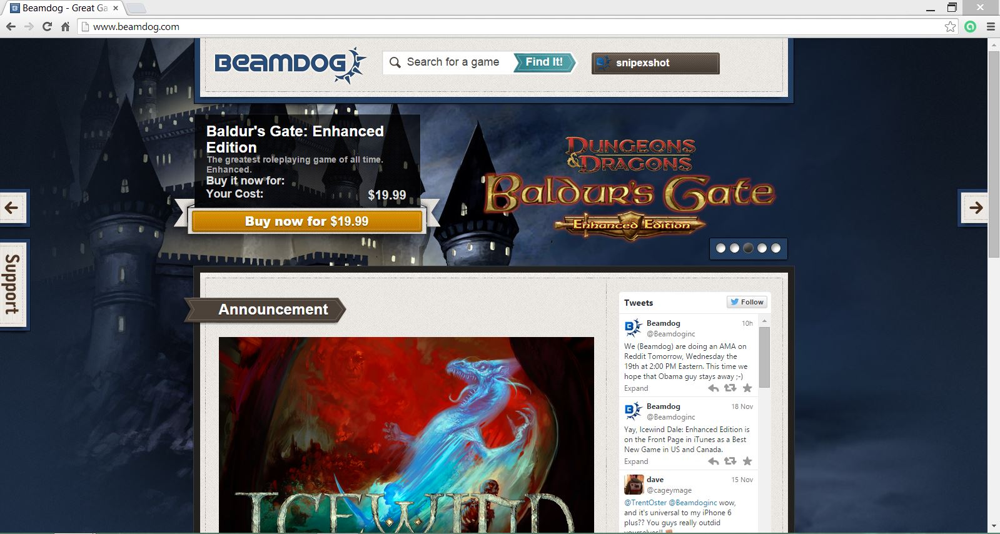 Beamdog - Great Ga
www.beamdog.com
BEAMDOG
Search for a game
Find It!
snipexshot
Baldur's Gate: Enhanced
Edition
The greatest roleplaying game of all time.
Enhanced.
Buy it now for:
Your Cost:
$19.99
Buy now for $19.99
DUNGEONS
& DRAGONS
Baldur's Gate
Enhanced Edition
Support
Announcement
ICEWIND
Tweets
Follow
Beamdog
10h
@Beamdoginc
We (Beamdog) are doing an AMA on
Reddit Tomorrow, Wednesday the
19th at 2:00 PM Eastern. This time we
hope that Obama guy stays away ;-)
Expand
Beamdog
18 Nov
@Beamdoginc
Yay, Icewind Dale: Enhanced Edition is
on the Front Page in iTunes as a Best
New Game in US and Canada.
Expand
dave
15 Nov
@cageymage
@TrentOster @Beamdoginc wow,
and it's universal to my iPhone 6
plus?? You guys really outdid
yourselves!!